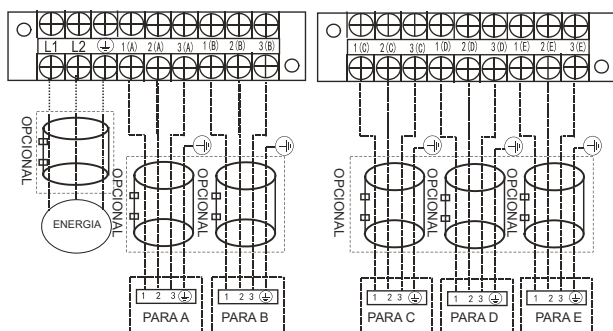 L1 L2 1(A) 2(A) 3(A) 1(B) 2(B) 3(B)
1(C) 2(C) 3(C) 1(D) 2(D) 3(D) 1(E) 2(E) 3(E)
OPCIONAL
ENERGIA
OPCIONAL
OPCIONAL
OPCIONAL
OPCIONAL
OPCIONAL
1 2 3
PARA A
1 2 3
PARA B
1 2 3
PARA C
1 2 3
PARA D
1 2 3
PARA E